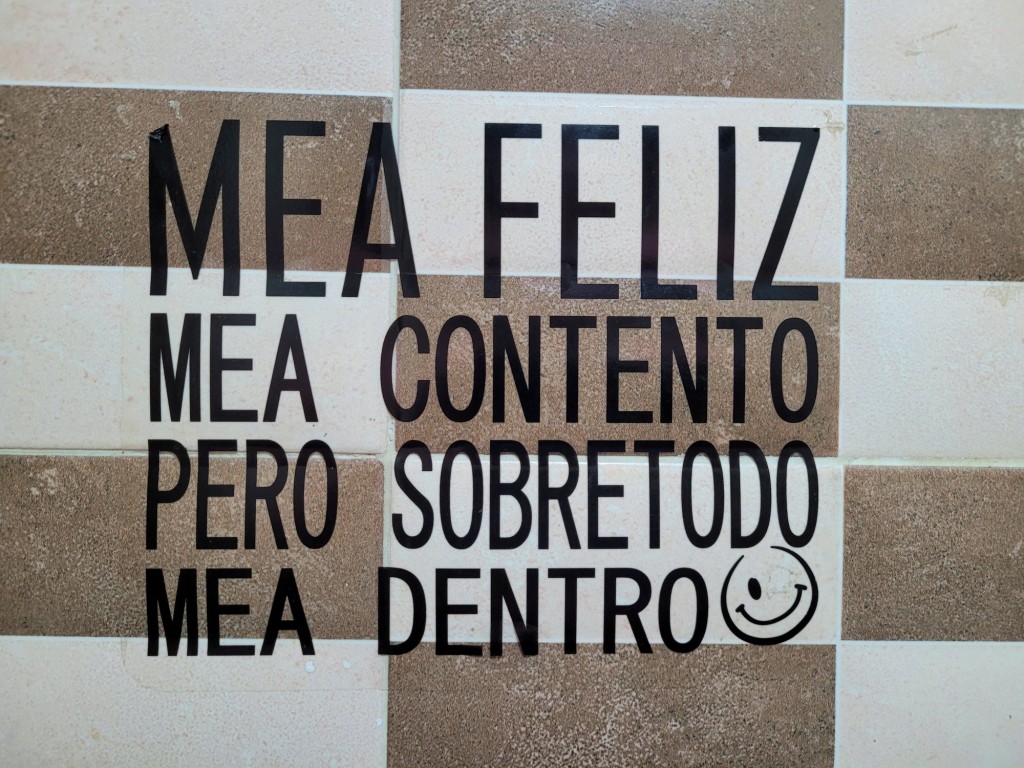 MEA FELIZ
MEA CONTENTO
PERO SOBRETODO
MEA DENTRO